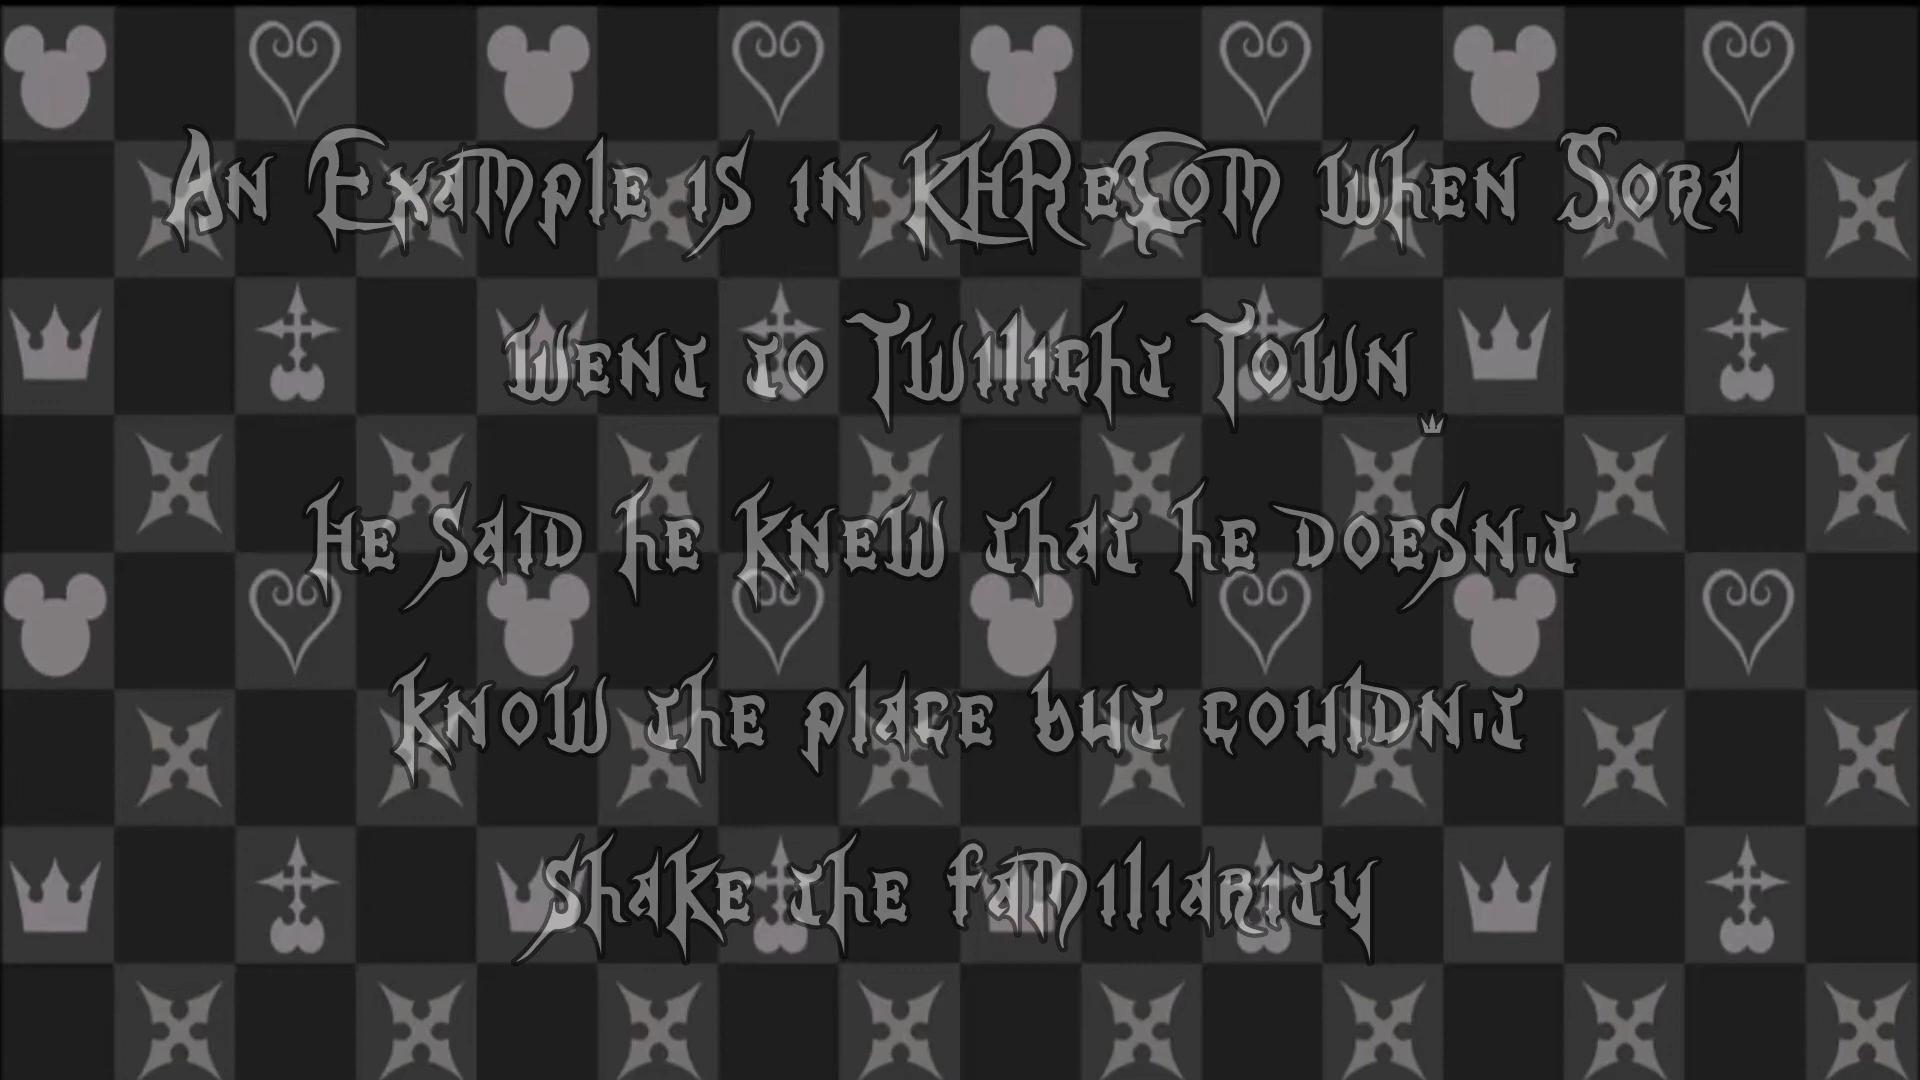 An Example is in KHReCom when Sora
went to Twilight Town
He said he knew that he doesn't
know the place but couldn't
shake the familiarity